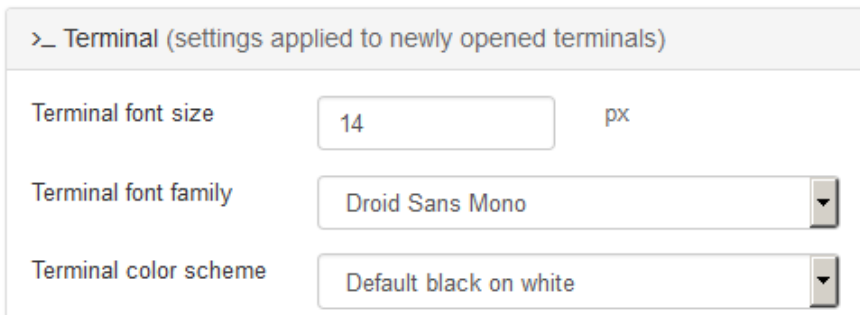 >_ Terminal (settings applied to newly opened terminals)
Terminal font size 14 px
Terminal font family Droid Sans Mono
Terminal color scheme Default black on white